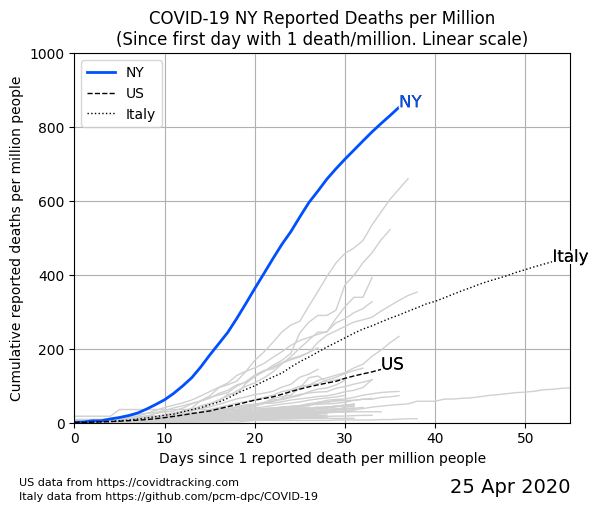 COVID-19 NY Reported Deaths per Million
(Since first day with 1 death/million. Linear scale)
Cumulative reported deaths per million people
1000
800
600
400
200
0
NY
US
Italy
NY
Italy
US
0 10 20 30 40 50
Days since 1 reported death per million people
US data from https://covidtracking.com
Italy data from https://github.com/pcm-dpc/COVID-19
25 Apr 2020